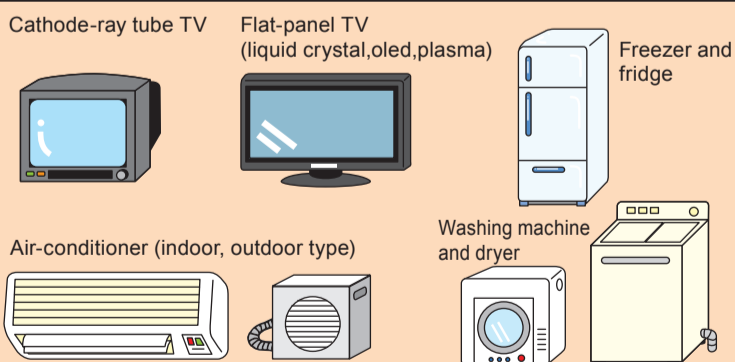 Cathode-ray tube TV
Flat-panel TV
(liquid crystal,oled,plasma)
Freezer and
fridge
Air-conditioner (indoor, outdoor type)
Washing machine
and dryer